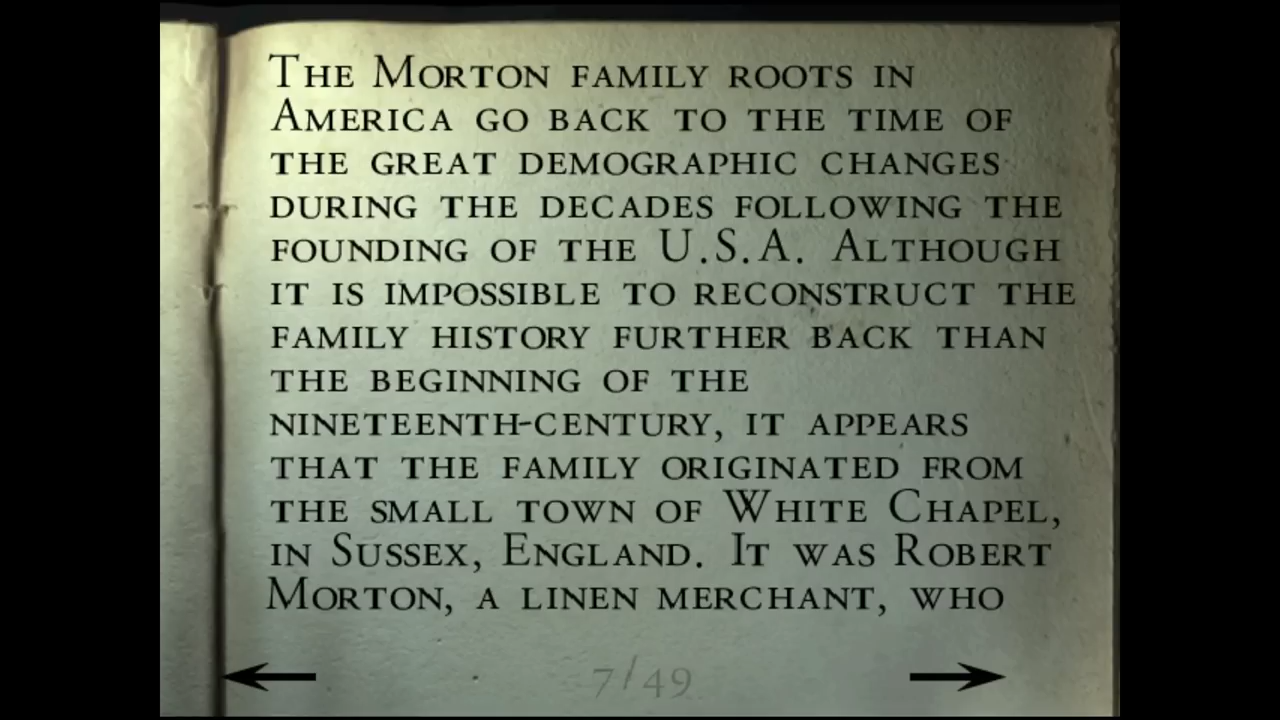 The Morton family roots in
America go back to the time of
the great demographic changes
during the decades following the
founding of the U.S.A. Although
it is impossible to reconstruct the
family history further back than
the beginning of the
nineteenth-century, it appears
that the family originated from
the small town of White Chapel,
in Sussex, England. It was Robert
Morton, a linen merchant, who
7/49